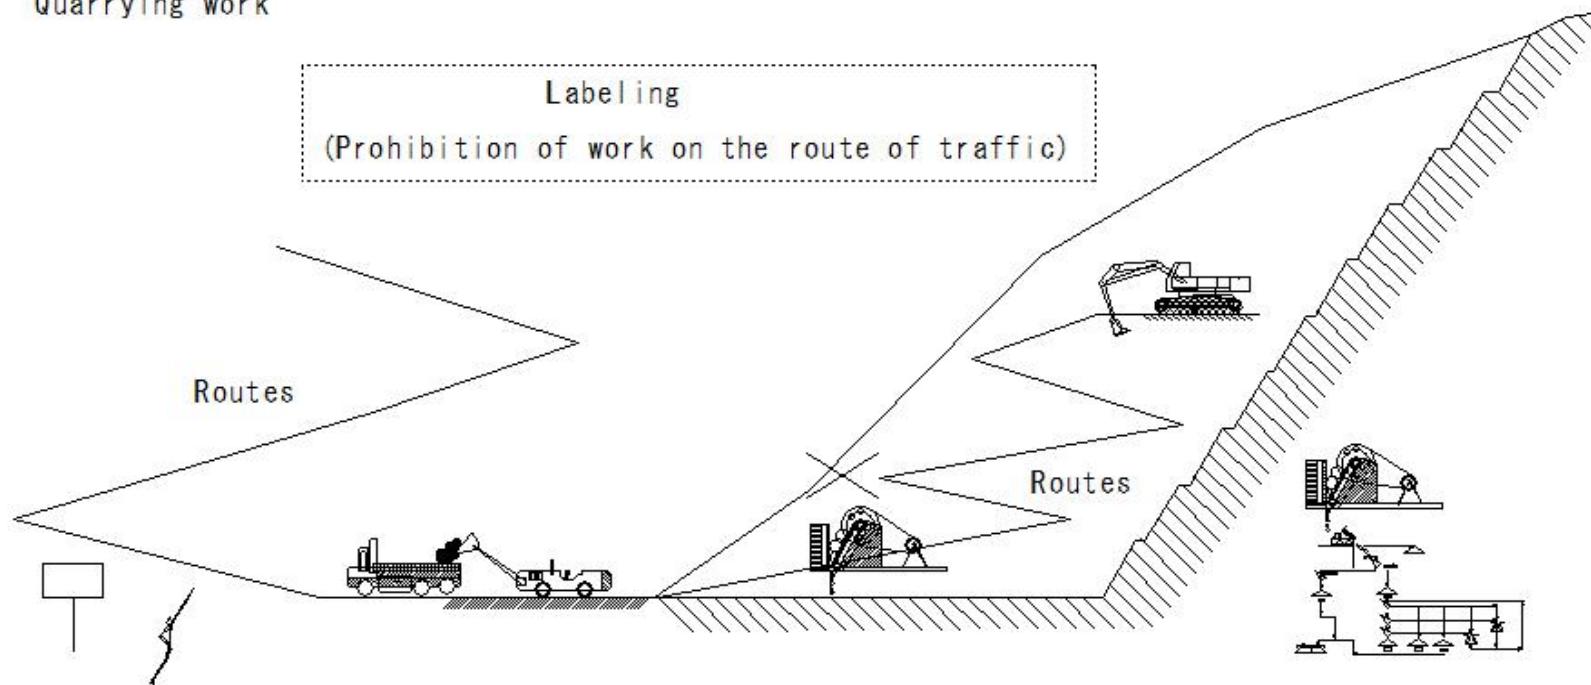 Quarrying work
Labeling
(Prohibition of work on the route of traffic)
Routes
Routes